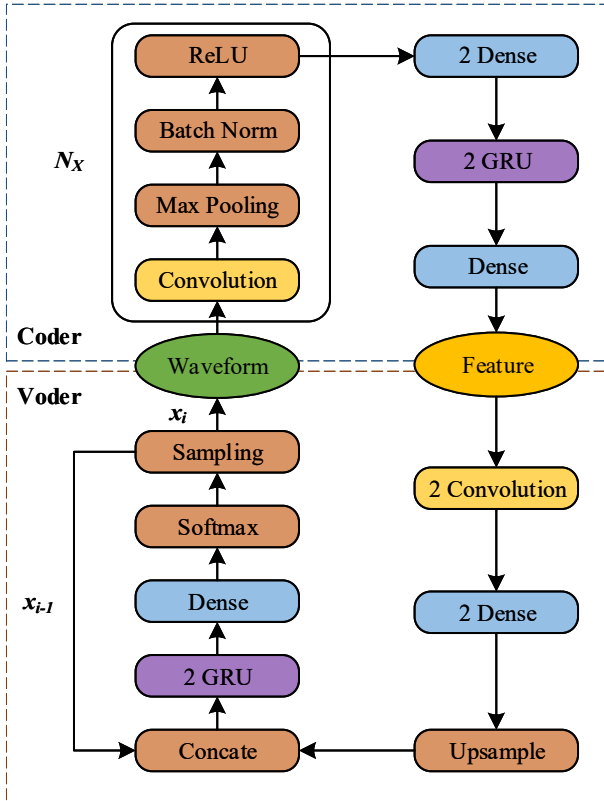 ReLU
2 Dense
Batch Norm
2 GRU
N_X
Max Pooling
Convolution
Dense
Coder
Waveform
Feature
Voder
x_i
Sampling
2 Convolution
Softmax
x_{i-1}
Dense
2 Dense
2 GRU
Concate
Upsample